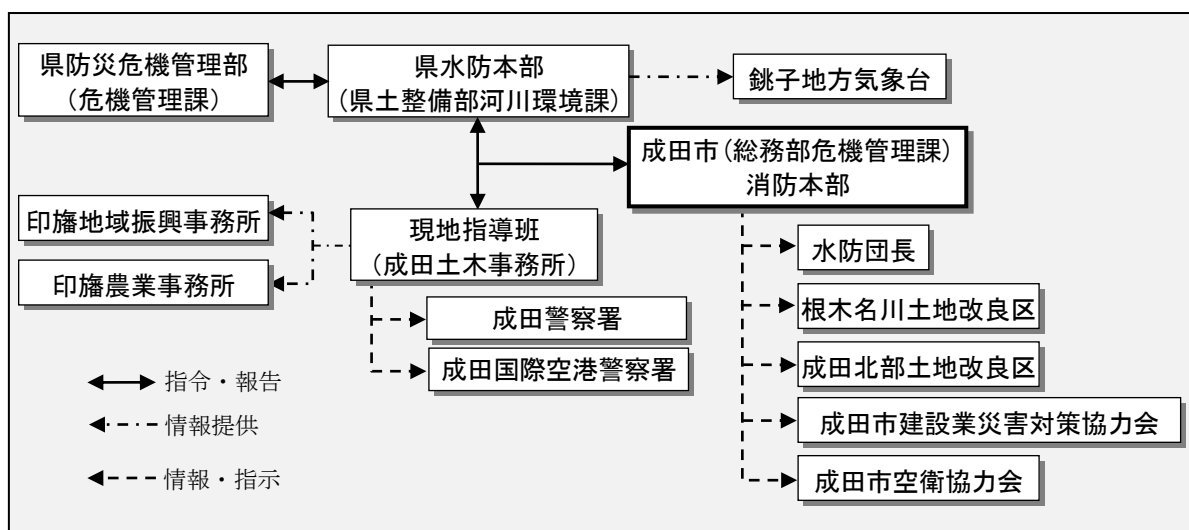 県防災危機管理部
（危機管理課）
県水防本部
（県土整備部河川環境課）
銚子地方気象台
成田市（総務部危機管理課）
消防本部
印旛地域振興事務所
印旛農業事務所
現地指導班
（成田土木事務所）
水防団長
成田警察署
根木名川土地改良区
成田国際空港警察署
成田北部土地改良区
成田市建設業災害対策協力会
成田市空衛協力会
指令・報告
情報提供
情報・指示